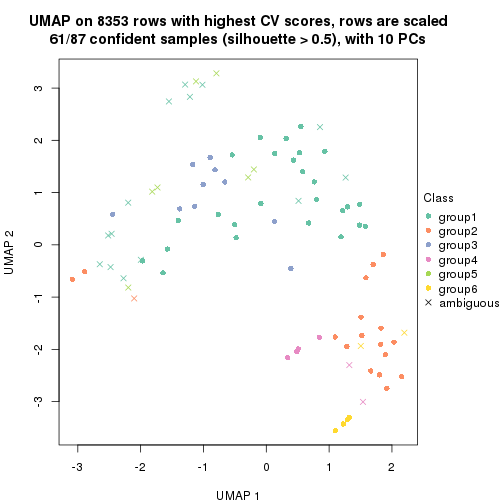 UMAP on 8353 rows with highest CV scores, rows are scaled
61/87 confident samples (silhouette > 0.5), with 10 PCs
3
2
1
0
-1
-2
-3
UMAP 2
-3
-2
-1
0
1
2
UMAP 1
Class
group1
group2
group3
group4
group5
group6
ambiguous